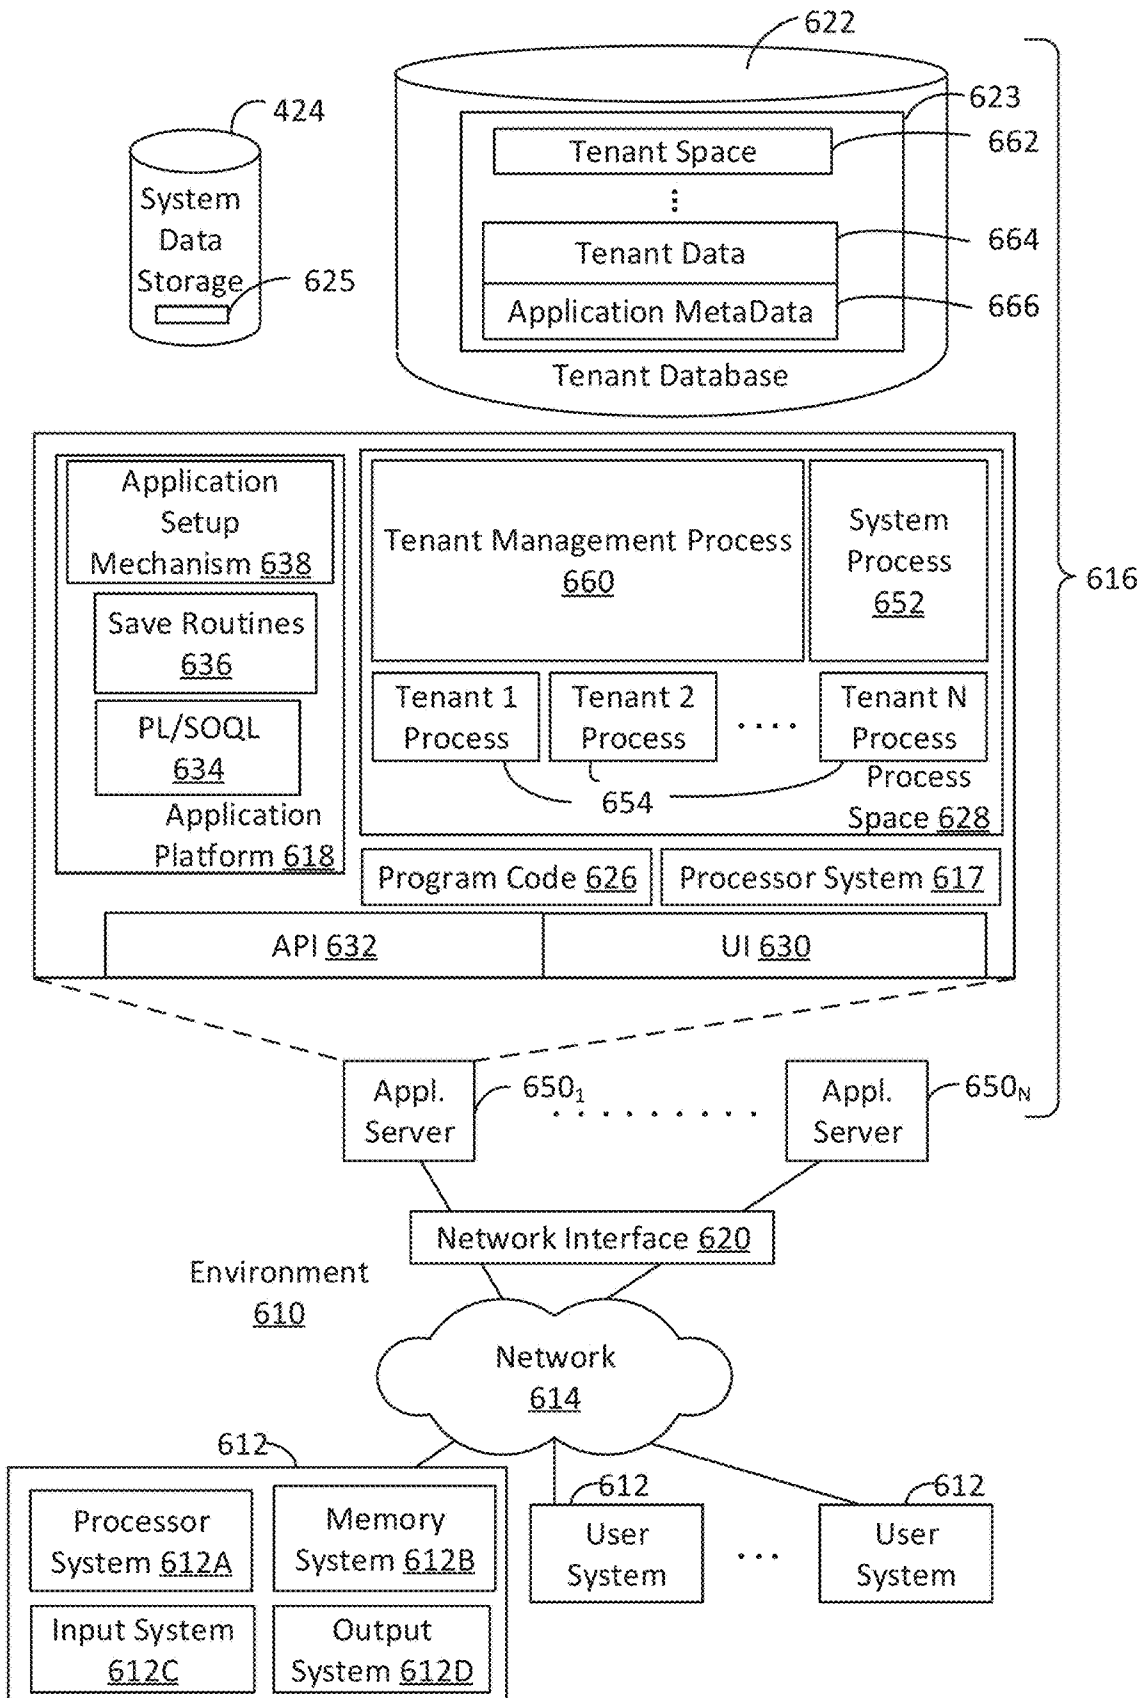 622
623
424
Tenant Space
662
System
Data
Storage
Tenant Data
664
625
Application MetaData
666
Tenant Database
Application
Setup
Mechanism 638
Tenant Management Process
660
System
Process
652
616
Save Routines
636
Tenant 1
Process
Tenant 2
Process
Tenant N
Process
PL/SOQL
634
654
Process
Space 628
Application
Platform 618
Program Code 626
Processor System 617
API 632
UI 630
Appl.
Server
650₁
Appl.
Server
650N
Network Interface 620
Environment
610
Network
614
612
612
612
Processor
System 612A
Memory
System 612B
User
System
User
System
Input System
612C
Output
System 612D